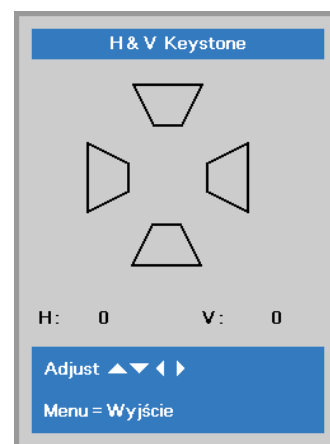 H & V Keystone
H: 0 V: 0
Adjust ▲▼◀▶
Menu = Wyjście